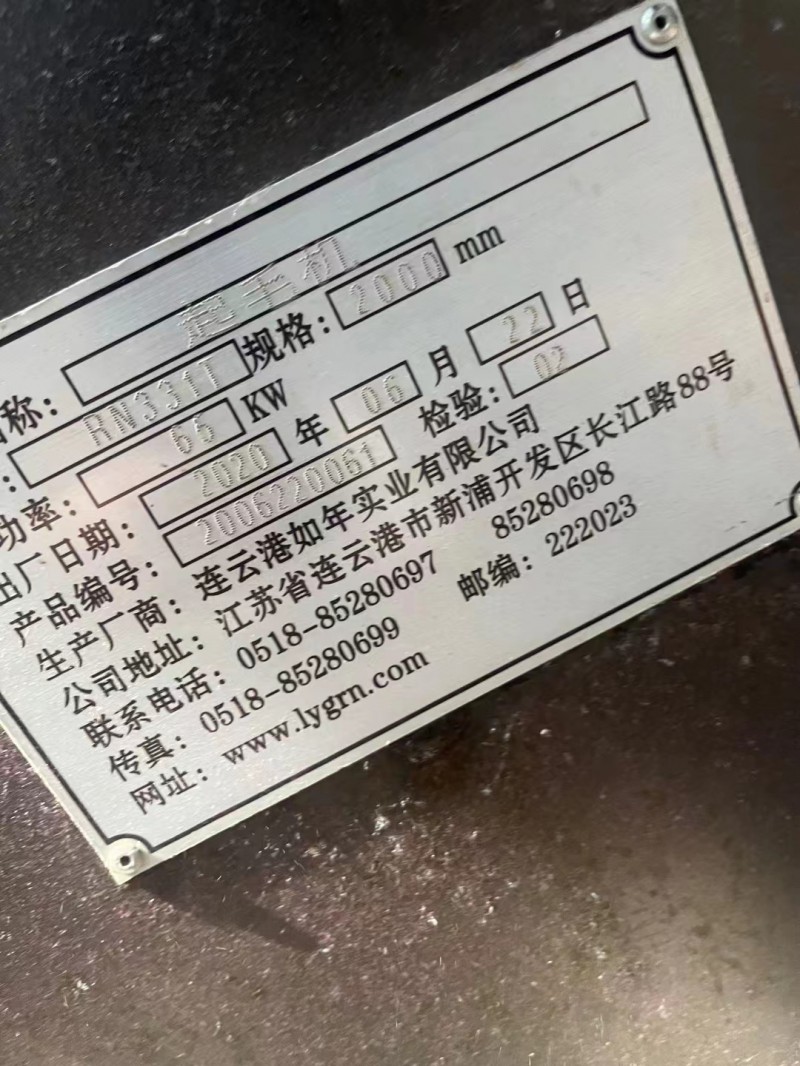 称: 起毛机
: RN331T 规格: 2000 mm
功率: 66 KW
出厂日期: 2020 年 06 月 22 日
产品编号: 2006220061 检验: 02
生产厂商: 连云港如年实业有限公司
公司地址: 江苏省连云港市新浦开发区长江路88号
联系电话: 0518-85280697 85280698
传真: 0518-85280699 邮编: 222023
网址: www.lygrn.com